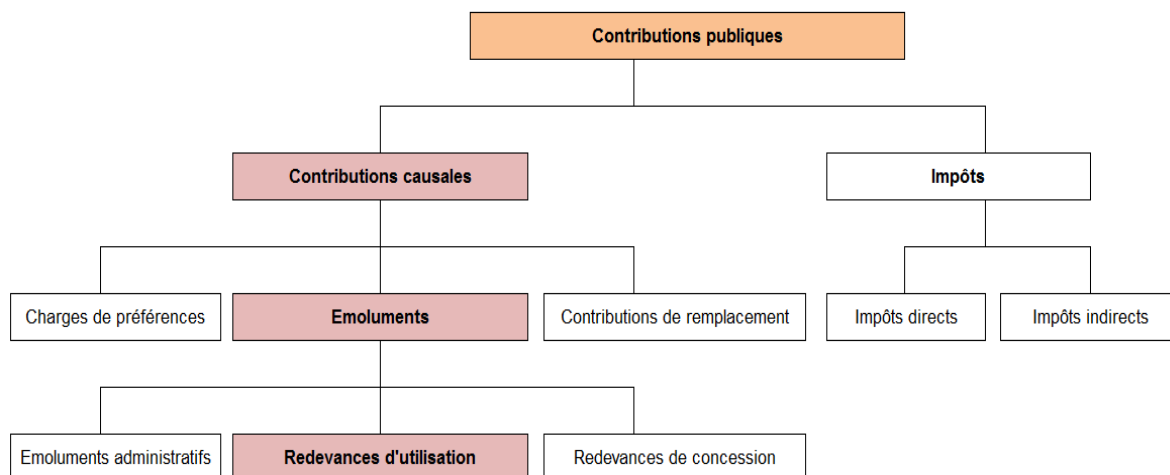 Contributions publiques
Contributions causales
Impôts
Charges de préférences
Emoluments
Contributions de remplacement
Impôts directs
Impôts indirects
Emoluments administratifs
Redevances d'utilisation
Redevances de concession